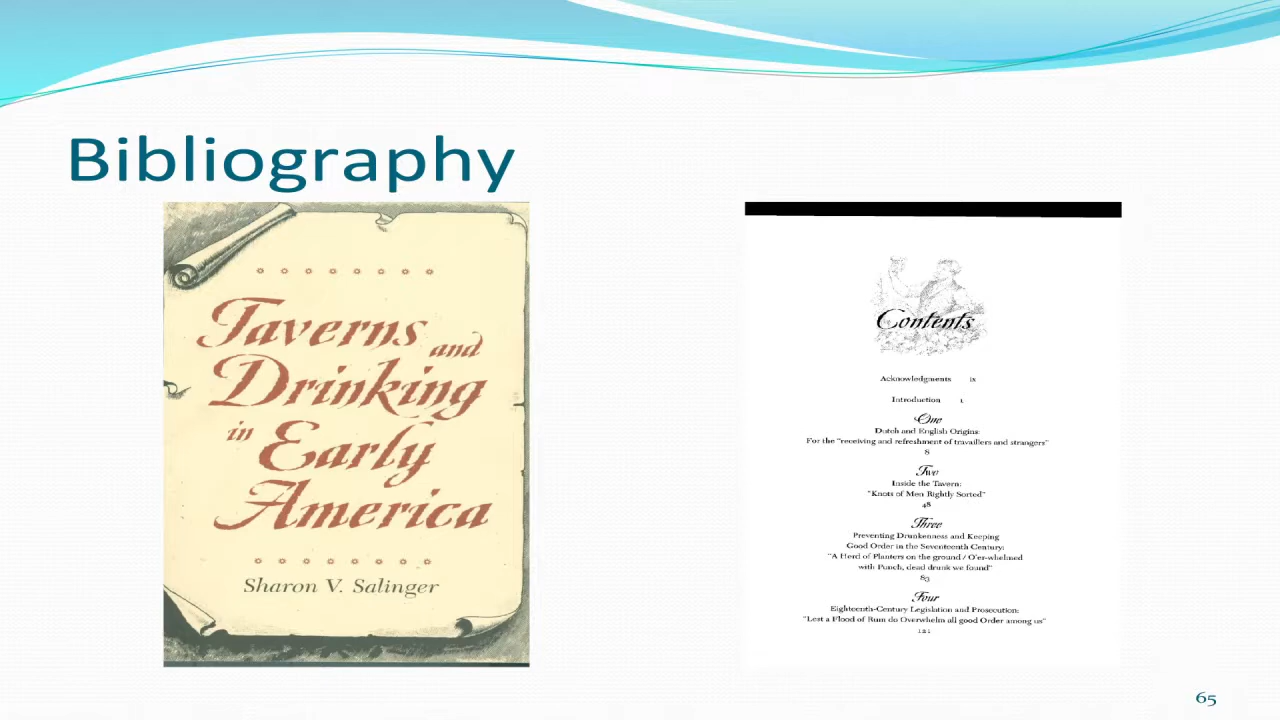 Bibliography
Taverns and
Drinking
in Early
America
Sharon V. Salinger
Contents
Acknowledgments ix
Introduction 1
One
Dutch and English Origins:
For the "receiving and refreshment of travaillers and strangers"
8
Two
Inside the Tavern:
"Knots of Men Rightly Sorted"
48
Three
Preventing Drunkenness and Keeping
Good Order in the Seventeenth Century:
"A Herd of Planters on the ground / O'er-whelmed
with Punch, dead drunk we found"
83
Four
Eighteenth-Century Legislation and Prosecution:
"Lest a Flood of Rum do Overwhelm all good Order among us"
121
65